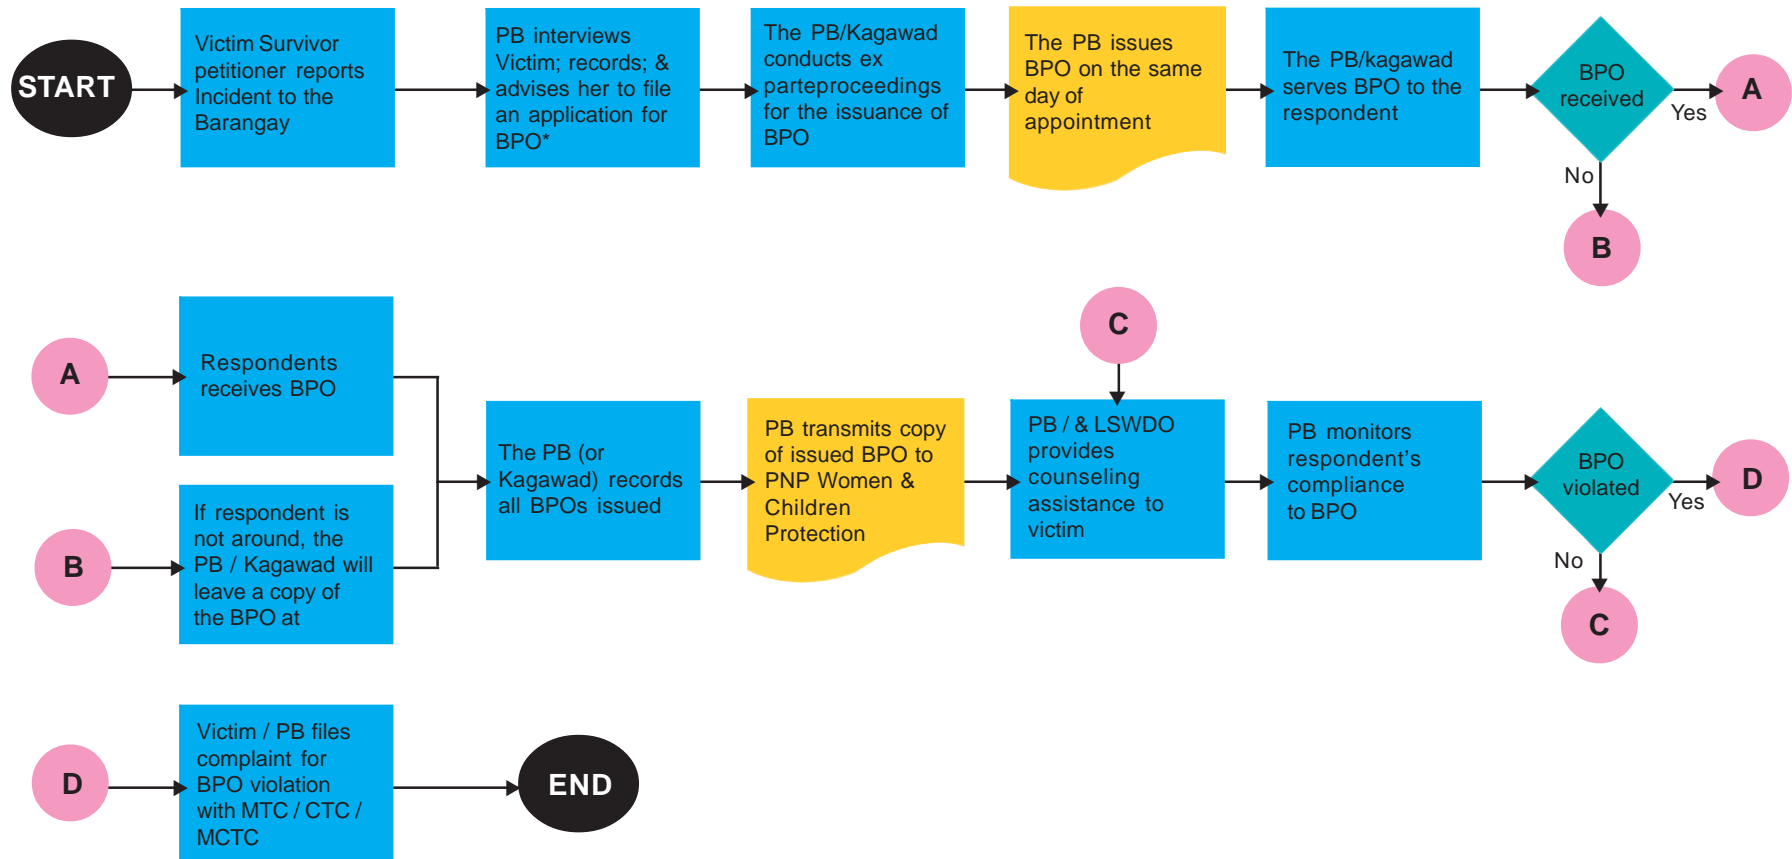 START
Victim Survivor
petitioner reports
Incident to the
Barangay
PB interviews
Victim; records; &
advises her to file
an application for
BPO*
The PB/Kagawad
conducts ex
parteproceedings
for the issuance of
BPO
The PB issues
BPO on the same
day of
appointment
The PB/kagawad
serves BPO to the
respondent
BPO
received
Yes
A
No
B
A
Respondents
receives BPO
B
If respondent is
not around, the
PB / Kagawad will
leave a copy of
the BPO at
The PB (or
Kagawad) records
all BPOs issued
PB transmits copy
of issued BPO to
PNP Women &
Children
Protection
C
PB / & LSWDO
provides
counseling
assistance to
victim
PB monitors
respondent's
compliance
to BPO
BPO
violated
Yes
D
No
C
D
Victim / PB files
complaint for
BPO violation
with MTC / CTC /
MCTC
END